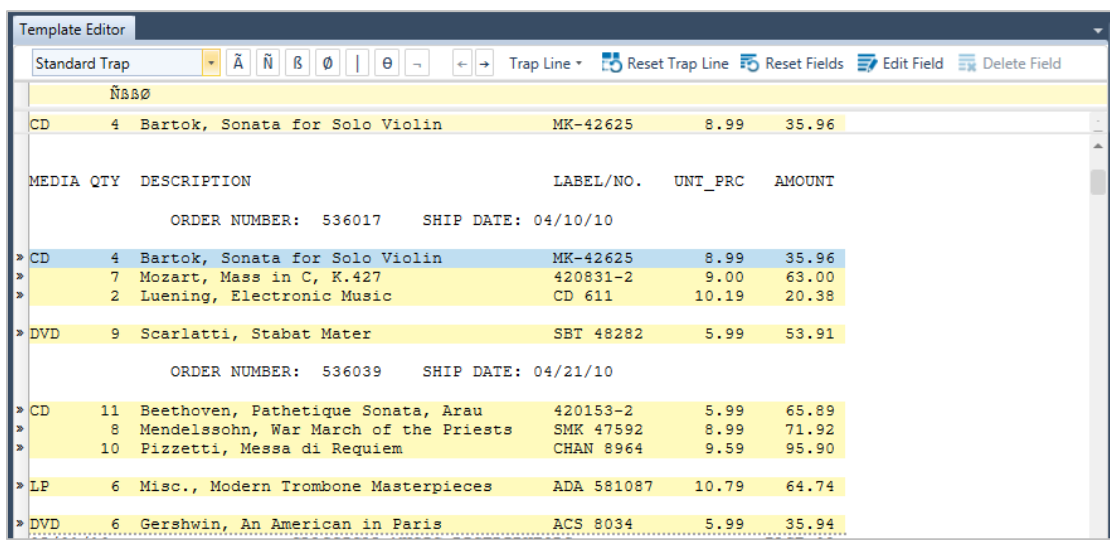 Template Editor
Standard Trap Ã Ñ ß Ø | θ ¬ ← → Trap Line Reset Trap Line Reset Fields Edit Field Delete Field
ÑßßØ
CD 4 Bartok, Sonata for Solo Violin MK-42625 8.99 35.96
MEDIA QTY DESCRIPTION LABEL/NO. UNT_PRC AMOUNT
ORDER NUMBER: 536017 SHIP DATE: 04/10/10
» CD 4 Bartok, Sonata for Solo Violin MK-42625 8.99 35.96
» 7 Mozart, Mass in C, K.427 420831-2 9.00 63.00
» 2 Luening, Electronic Music CD 611 10.19 20.38
» DVD 9 Scarlatti, Stabat Mater SBT 48282 5.99 53.91
ORDER NUMBER: 536039 SHIP DATE: 04/21/10
» CD 11 Beethoven, Pathetique Sonata, Arau 420153-2 5.99 65.89
» 8 Mendelssohn, War March of the Priests SMK 47592 8.99 71.92
» 10 Pizzetti, Messa di Requiem CHAN 8964 9.59 95.90
» LP 6 Misc., Modern Trombone Masterpieces ADA 581087 10.79 64.74
» DVD 6 Gershwin, An American in Paris ACS 8034 5.99 35.94